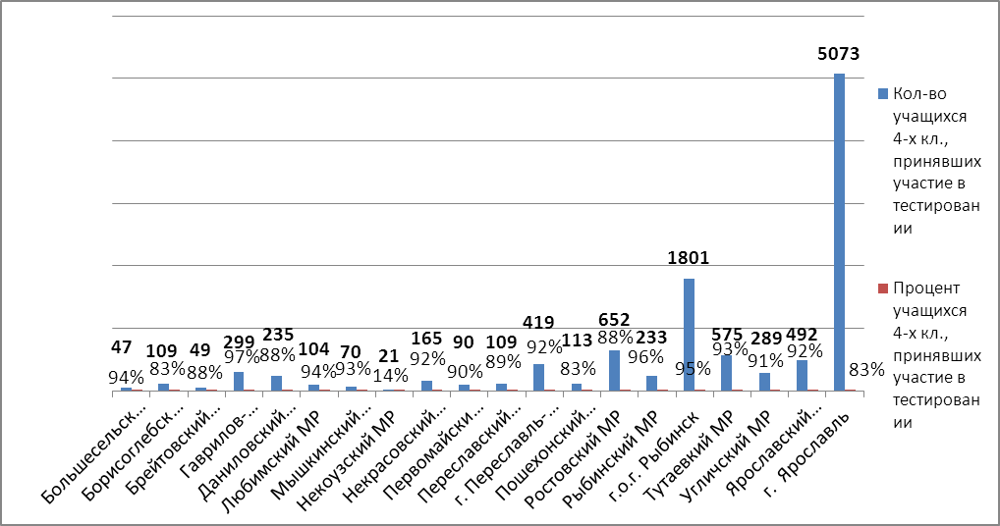 5073
1801
47
109
49
299
235
104
70
21
165
90
109
419
113
652
233
575
289
492
94%
83%
88%
97%
88%
94%
93%
14%
92%
90%
89%
92%
83%
88%
96%
95%
93%
91%
92%
83%
Большесельск…
Борисоглебск…
Брейтовский…
Гаврилов-…
Даниловский…
Любимский МР
Мышкинский…
Некоузский МР
Некрасовский…
Первомайски…
Переславский…
г. Переславль-…
Пошехонский…
Ростовский МР
Рыбинский МР
г.о.г. Рыбинск
Тутаевкий МР
Угличский МР
Ярославский…
г. Ярославль
Кол-во
учащихся
4-х кл.,
принявших
участие в
тестирован
ии
Процент
учащихся
4-х кл.,
принявших
участие в
тестирован
ии